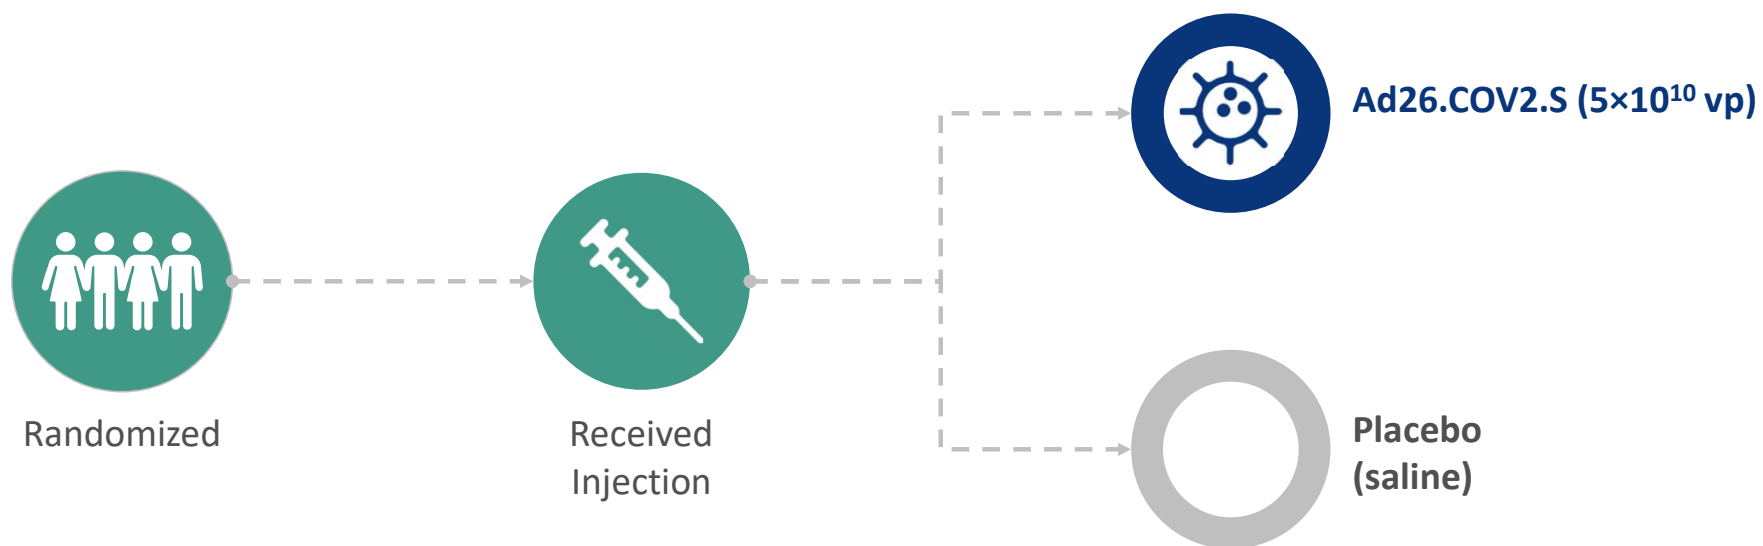 Randomized
Received
Injection
Ad26.COV2.S (5×10¹⁰ vp)
Placebo
(saline)